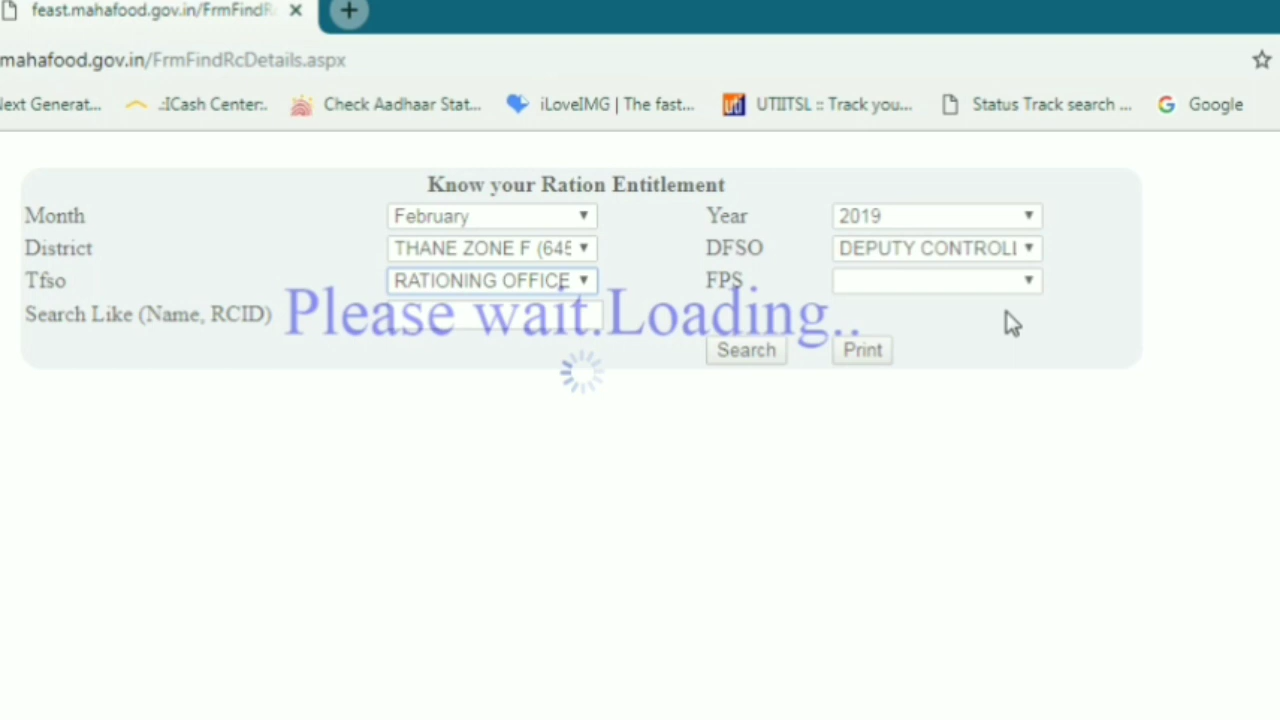 feast.mahafood.gov.in/FrmFindR
mahafood.gov.in/FrmFindRcDetails.aspx
Next Generat... .:ICash Center:. Check Aadhaar Stat... iLoveIMG | The fast... UTIITSL :: Track you... Status Track search ... Google
Know your Ration Entitlement
Month February Year 2019
District THANE ZONE F (645 DFSO DEPUTY CONTROLI
Tfso RATIONING OFFICE FPS
Search Like (Name, RCID)
Please wait.Loading..
Search Print